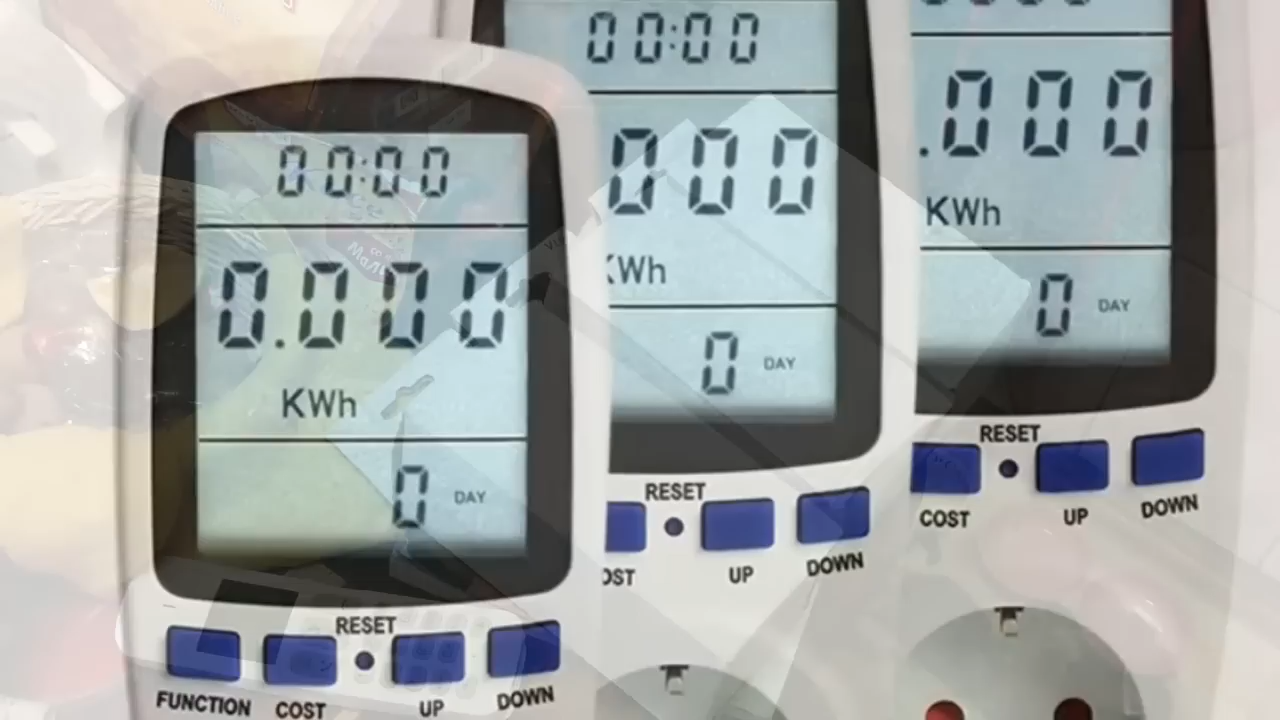 00:00
0.000
KWh
0 DAY
RESET
FUNCTION COST UP DOWN
00:00
000
KWh
0 DAY
RESET
OST UP DOWN
.000
KWh
0 DAY
RESET
COST UP DOWN